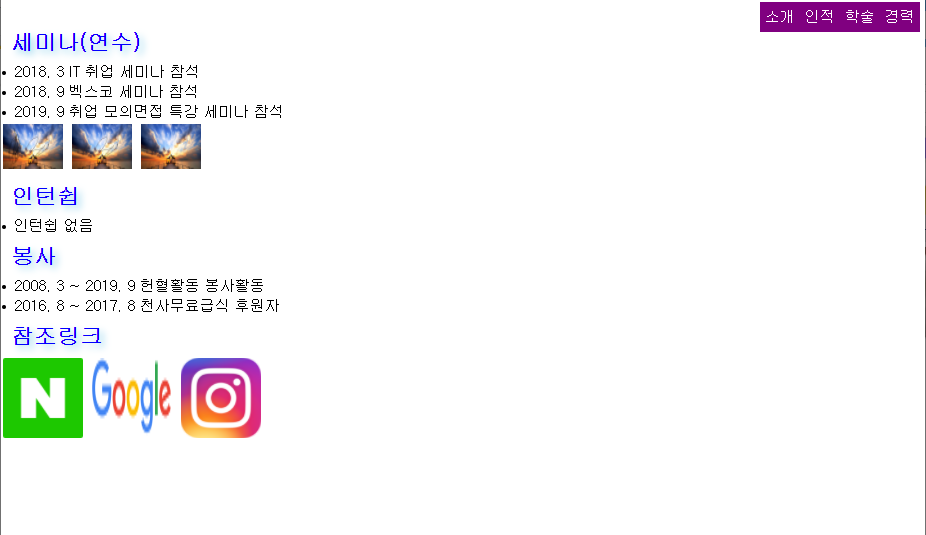 소개 인적 학술 경력
세미나(연수)
• 2018. 3 IT 취업 세미나 참석
• 2018. 9 벡스코 세미나 참석
• 2019. 9 취업 모의면접 특강 세미나 참석
인턴쉽
• 인턴쉽 없음
봉사
• 2008. 3 ~ 2019. 9 헌혈활동 봉사활동
• 2016. 8 ~ 2017. 8 천사무료급식 후원자
참조링크
N Google